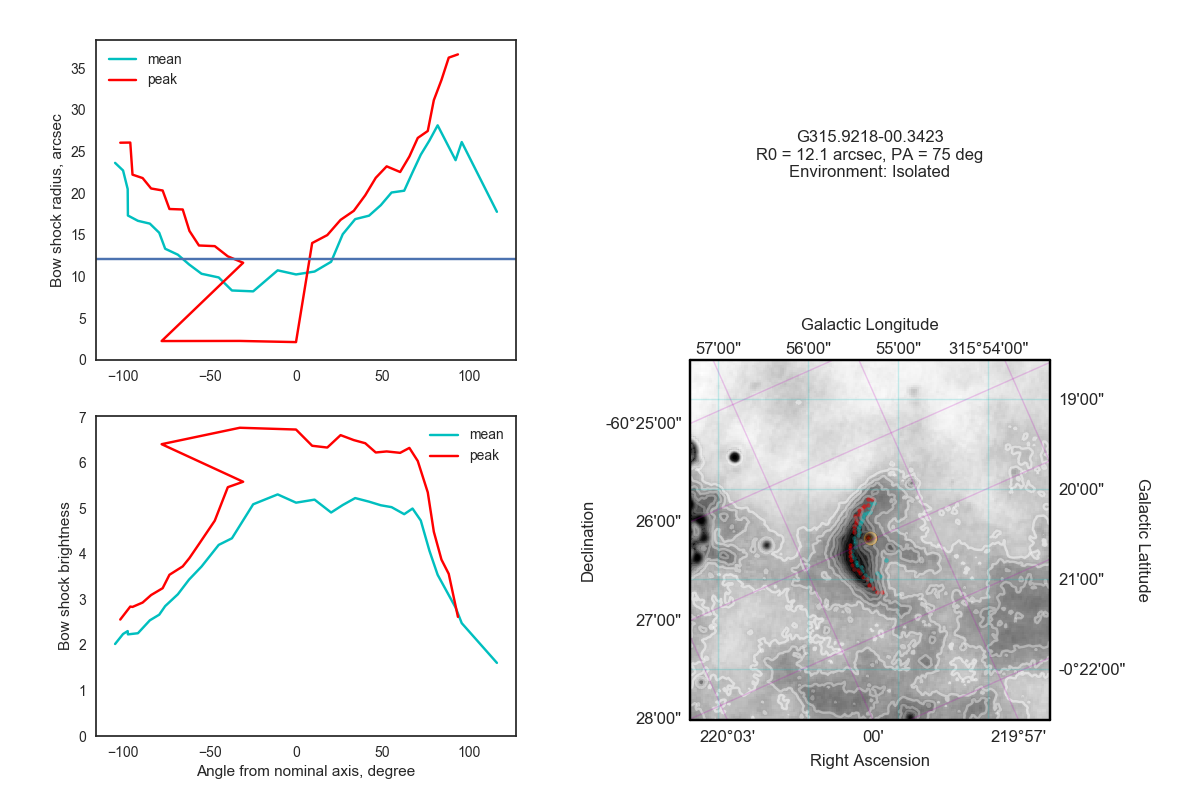 mean
peak
35
30
25
20
15
10
5
0
Bow shock radius, arcsec
−100
−50
0
50
100
G315.9218-00.3423
R0 = 12.1 arcsec, PA = 75 deg
Environment: Isolated
mean
peak
7
6
5
4
3
2
1
0
Bow shock brightness
−100
−50
0
50
100
Angle from nominal axis, degree
Galactic Longitude
57'00"
56'00"
55'00"
315°54'00"
-60°25'00"
26'00"
27'00"
28'00"
Declination
19'00"
20'00"
21'00"
-0°22'00"
Galactic Latitude
220°03'
00'
219°57'
Right Ascension